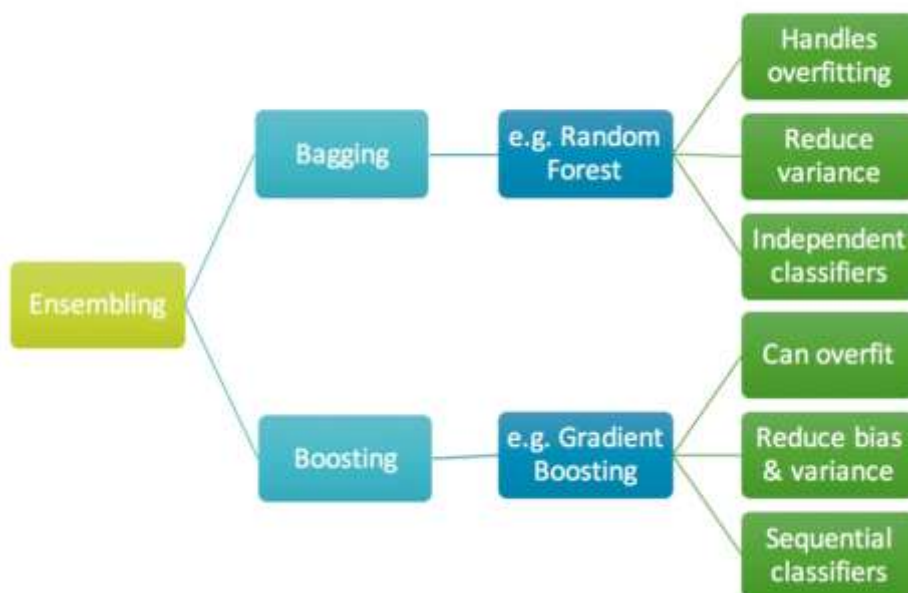 Ensembling
Bagging
e.g. Random
Forest
Handles
overfitting
Reduce
variance
Independent
classifiers
Boosting
e.g. Gradient
Boosting
Can overfit
Reduce bias
& variance
Sequential
classifiers